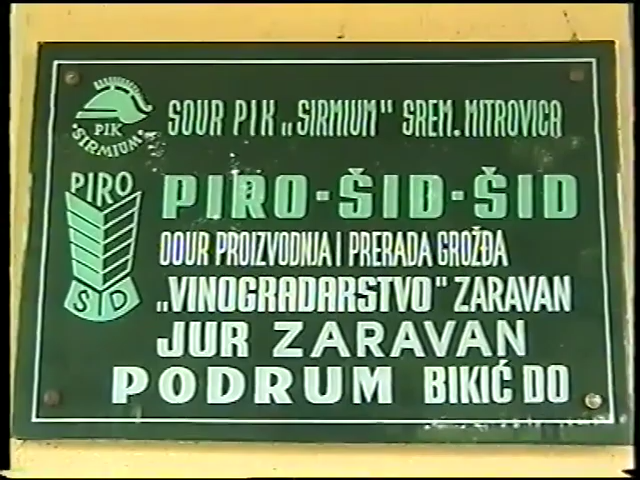 PIK
SIRMIUM
SOUR PIK „SIRMIUM" SREM. MITROVICA
PIRO
ŠID
PIRO-ŠID-ŠID
OOUR PROIZVODNJA I PRERADA GROŽĐA
„VINOGRADARSTVO" ZARAVAN
JUR ZARAVAN
PODRUM BIKIĆ DO